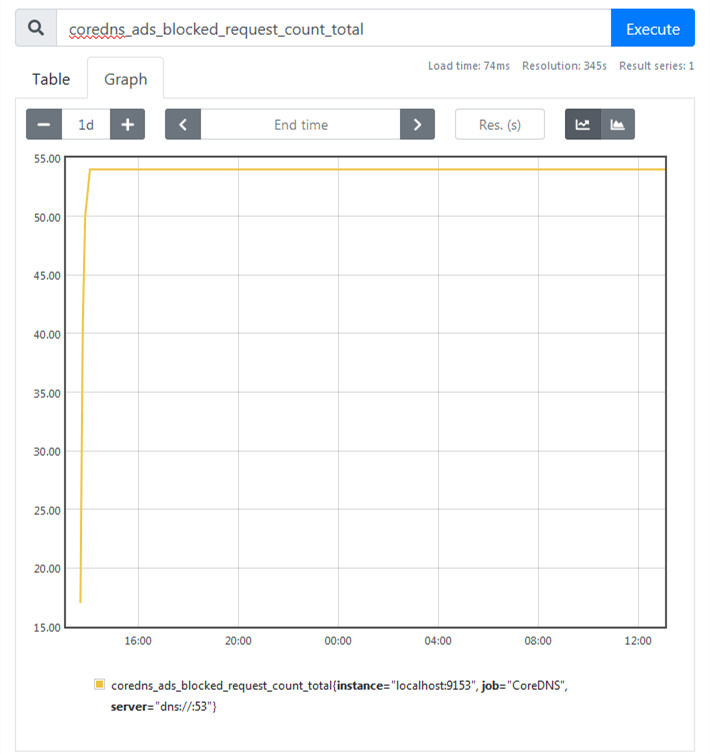 coredns_ads_blocked_request_count_total Execute
Load time: 74ms Resolution: 345s Result series: 1
Table Graph
1d End time Res. (s)
55.00
50.00
45.00
40.00
35.00
30.00
25.00
20.00
15.00
16:00 20:00 00:00 04:00 08:00 12:00
coredns_ads_blocked_request_count_total{instance="localhost:9153", job="CoreDNS",
server="dns://:53"}